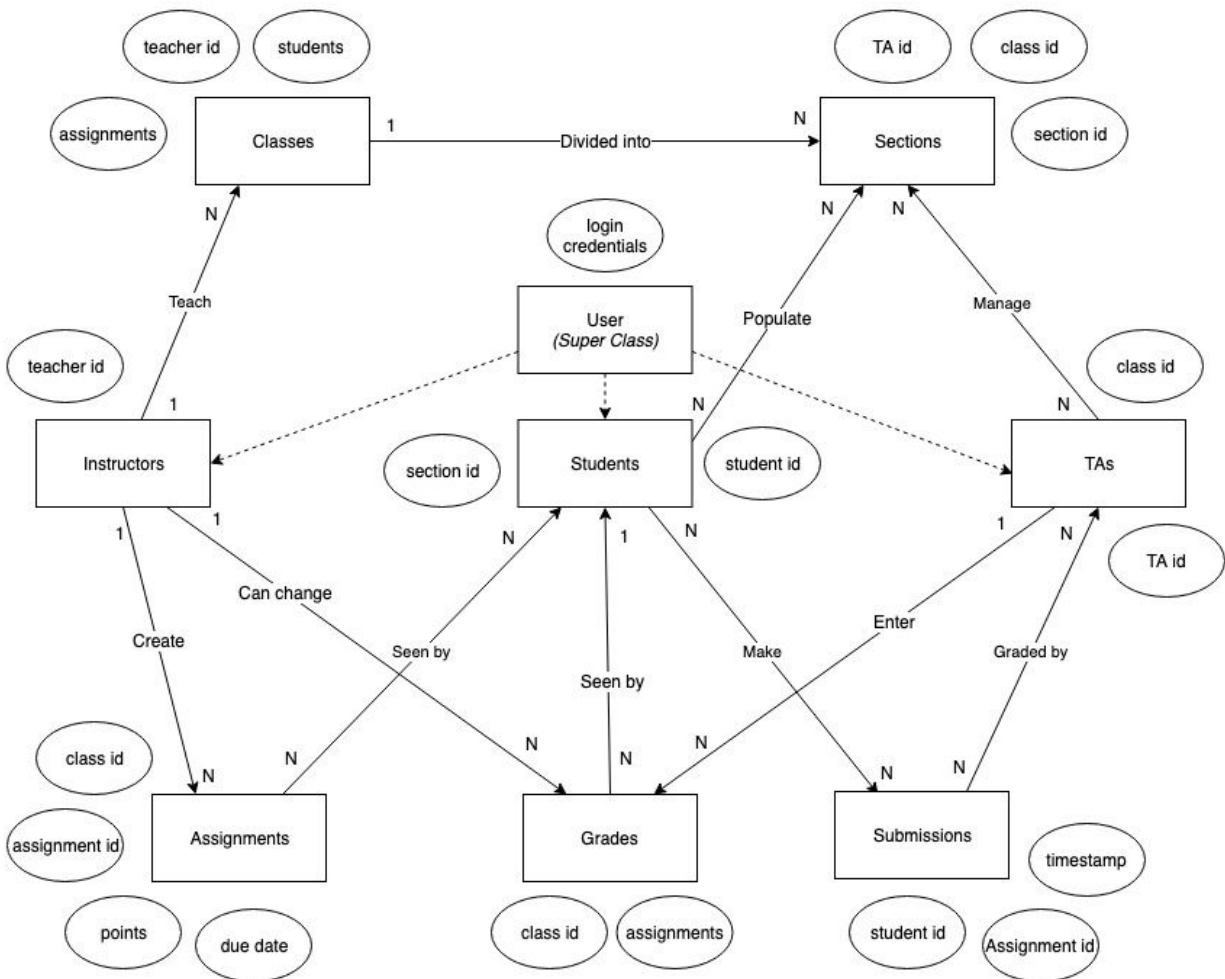 teacher id
students
TA id
class id
assignments
Classes
1
Divided into
N
Sections
section id
N
login
credentials
N
N
Teach
User
(Super Class)
Populate
Manage
teacher id
class id
1
N
N
Instructors
section id
Students
student id
TAs
1
1
N
1
N
1
N
TA id
Can change
Create
Seen by
Seen by
Make
Enter
Graded by
class id
N
N
N
N
N
N
N
assignment id
Assignments
Grades
Submissions
timestamp
points
due date
class id
assignments
student id
Assignment id